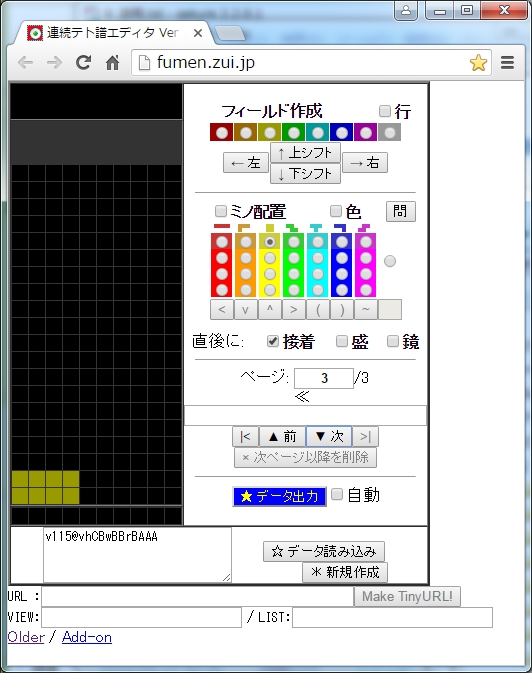 連続テト譜エディタ Ver
fumen.zui.jp
フィールド作成 行
← 左 ↑ 上シフト → 右
↓ 下シフト
ミノ配置 色 問
< v ^ > ( ) ~
直後に: 接着 盛 鏡
ページ: 3 /3
≪
|< ▲ 前 ▼ 次 >|
× 次ページ以降を削除
★ データ出力 自動
v115@vhCBwBBrBAAA
☆ データ読み込み
＊ 新規作成
URL : Make TinyURL!
VIEW: / LIST:
Older / Add-on